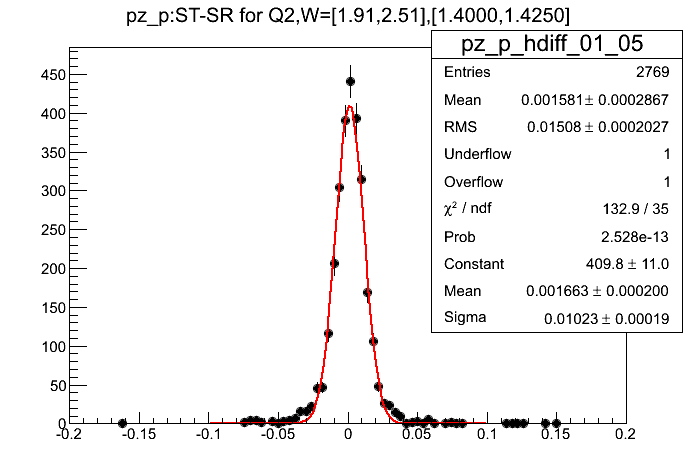 pz_p:ST-SR for Q2,W=[1.91,2.51],[1.4000,1.4250]
pz_p_hdiff_01_05
Entries 2769
Mean 0.001581 ± 0.0002867
RMS 0.01508 ± 0.0002027
Underflow 1
Overflow 1
χ² / ndf 132.9 / 35
Prob 2.528e-13
Constant 409.8 ± 11.0
Mean 0.001663 ± 0.000200
Sigma 0.01023 ± 0.00019
450
400
350
300
250
200
150
100
50
0
-0.2 -0.15 -0.1 -0.05 0 0.05 0.1 0.15 0.2